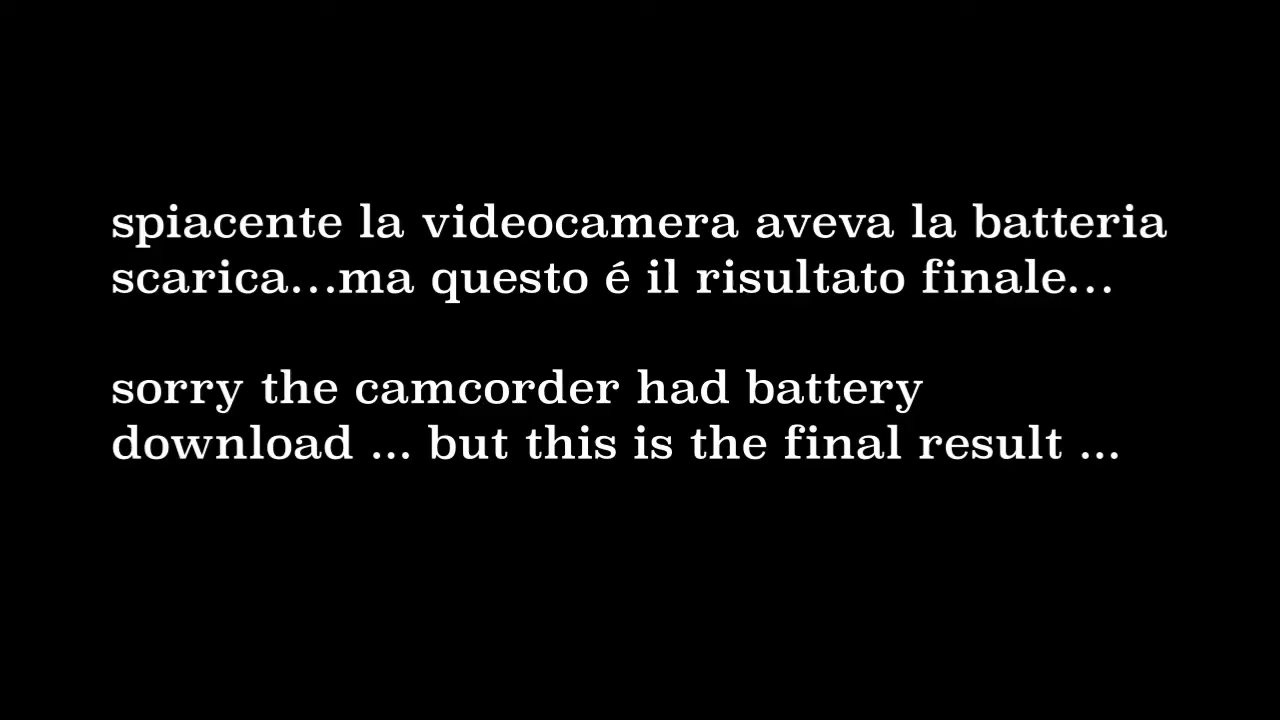 spiacente la videocamera aveva la batteria
scarica...ma questo é il risultato finale...
sorry the camcorder had battery
download ... but this is the final result ...